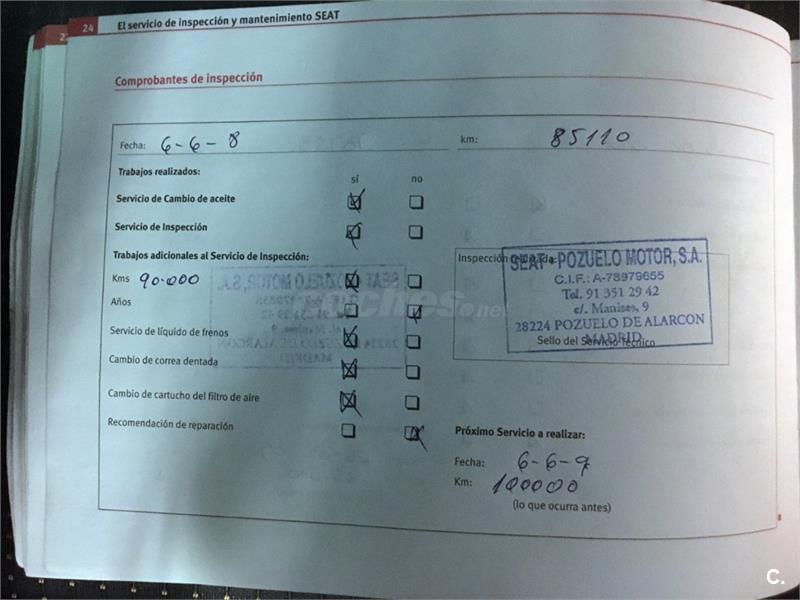 24 El servicio de inspección y mantenimiento SEAT
Comprobantes de inspección
Fecha: 6-6-8 km: 85110
Trabajos realizados:
sí no
Servicio de Cambio de aceite
Servicio de Inspección
Trabajos adicionales al Servicio de Inspección:
Kms 90.000
Años
Servicio de líquido de frenos
Cambio de correa dentada
Cambio de cartucho del filtro de aire
Recomendación de reparación
Inspección
SEAT - POZUELO MOTOR, S.A.
C.I.F.: A-78979655
Tel. 91 351 29 42
c/. Manises, 9
28224 POZUELO DE ALARCON
MADRID
Sello del Servicio Técnico
Próximo Servicio a realizar:
Fecha: 6-6-9
Km: 100000
(lo que ocurra antes)
C.